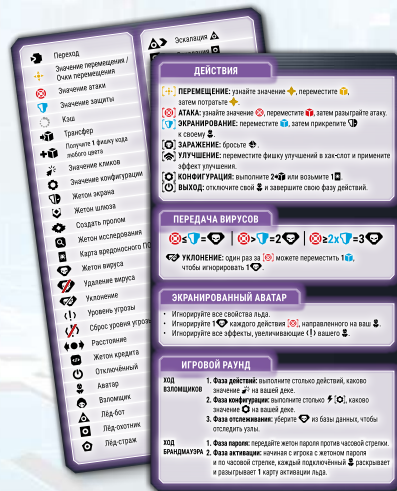 Переход
Значение перемещения /
Очки перемещения
Значение атаки
Значение защиты
Кэш
Трансфер
Получите 1 фишку кода
любого цвета
Значение кликов
Значение конфигурации
Жетон экрана
Жетон шлюза
Создать пролом
Жетон исследования
Карта вредоносного ПО
Жетон вируса
Удаление вируса
Уклонение
Уровень угрозы
Сброс уровня угрозы
Расстояние
Жетон кредита
Отключённый
Аватар
Взломщик
Лёд-бот
Лёд-охотник
Лёд-страж
Эскалация
ДЕЙСТВИЯ
ПЕРЕМЕЩЕНИЕ: узнайте значение , переместите ,
затем потратьте .
АТАКА: узнайте значение , переместите , затем разыграйте атаку.
ЭКРАНИРОВАНИЕ: переместите , затем прикрепите
к своему .
ЗАРАЖЕНИЕ: бросьте .
УЛУЧШЕНИЕ: переместите фишку улучшений в хак-слот и примените
эффект улучшения.
КОНФИГУРАЦИЯ: выполните 2 или возьмите 1 .
ВЫХОД: отключите свой и завершите свою фазу действий.
ПЕРЕДАЧА ВИРУСОВ
≤ =  | > =2 | ≥2x =3
УКЛОНЕНИЕ: один раз за [ ] можете переместить 1 ,
чтобы игнорировать 1 .
ЭКРАНИРОВАННЫЙ АВАТАР
• Игнорируйте все свойства льда.
• Игнорируйте 1 каждого действия [ ], направленного на ваш .
• Игнорируйте все эффекты, увеличивающие (!) вашего .
ИГРОВОЙ РАУНД
ХОД ВЗЛОМЩИКОВ
1. Фаза действий: выполните столько действий, каково
значение на вашей деке.
2. Фаза конфигурации: выполните столько [ ], каково
значение на вашей деке.
3. Фаза отслеживания: уберите из базы данных, чтобы
отследить узлы.
ХОД БРАНДМАУЭРА
1. Фаза пароля: передайте жетон пароля против часовой стрелки.
2. Фаза активации: начиная с игрока с жетоном пароля
и по часовой стрелке, каждый подключённый раскрывает
и разыгрывает 1 карту активации льда.